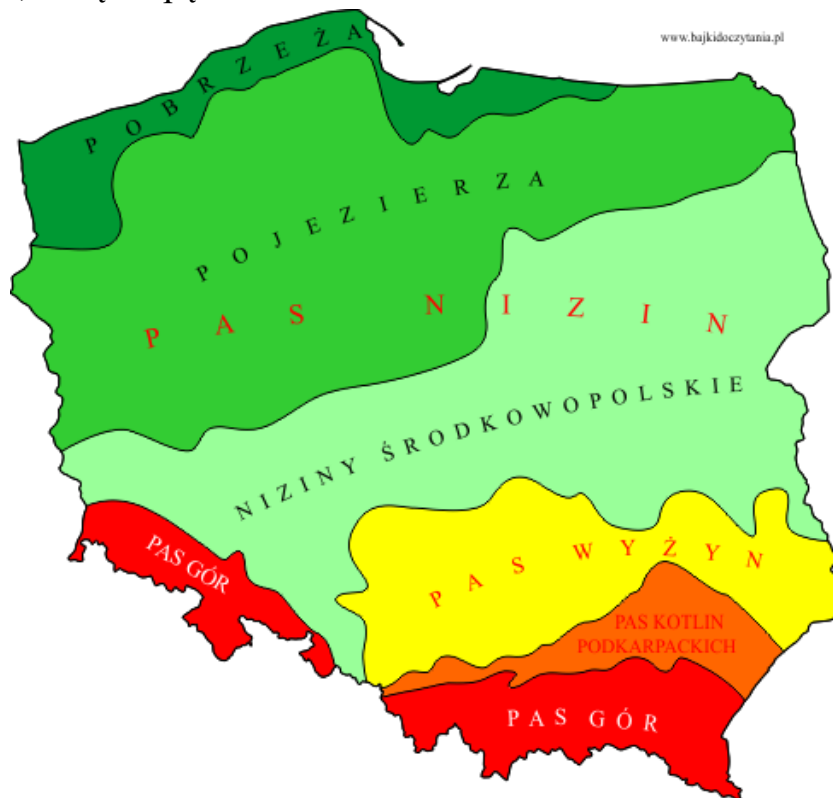 www.bajkidoczytania.pl
POBRZEŻA
POJEZIERZA
PAS NIZIN
NIZINY ŚRODKOWOPOLSKIE
PAS GÓR
PAS WYŻYN
PAS KOTLIN
PODKARPACKICH
PAS GÓR